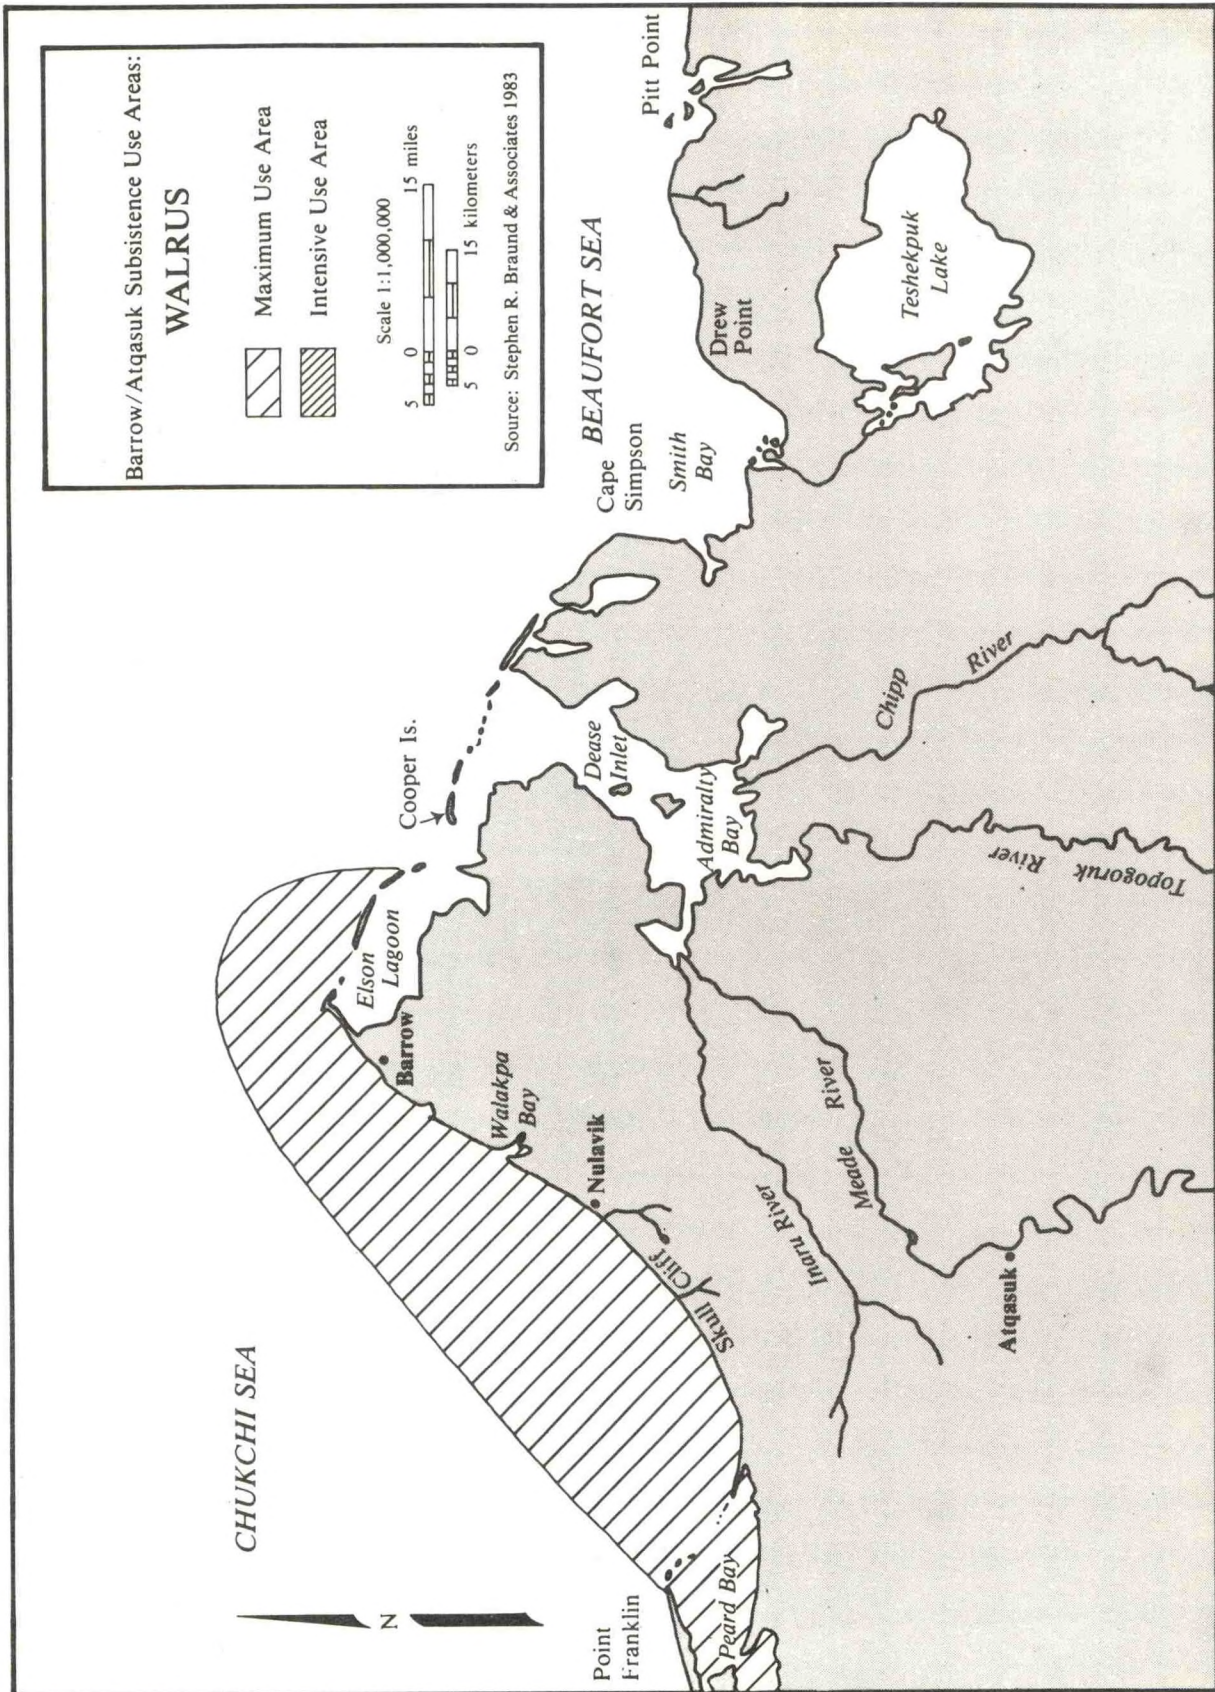 Barrow/Atqasuk Subsistence Use Areas:
WALRUS
Maximum Use Area
Intensive Use Area
Scale 1:1,000,000
5 0 15 miles
5 0 15 kilometers
Source: Stephen R. Braund & Associates 1983
CHUKCHI SEA
N
Point
Franklin
Peard Bay
Skull Cliff
Nulavik
Walakpa
Bay
Barrow
Elson
Lagoon
Cooper Is.
Dease
Inlet
Admiralty
Bay
Cape
Simpson
BEAUFORT SEA
Smith
Bay
Drew
Point
Pitt Point
Teshekpuk
Lake
Chipp
River
Topogoruk
River
Meade
River
Inaru River
Atqasuk